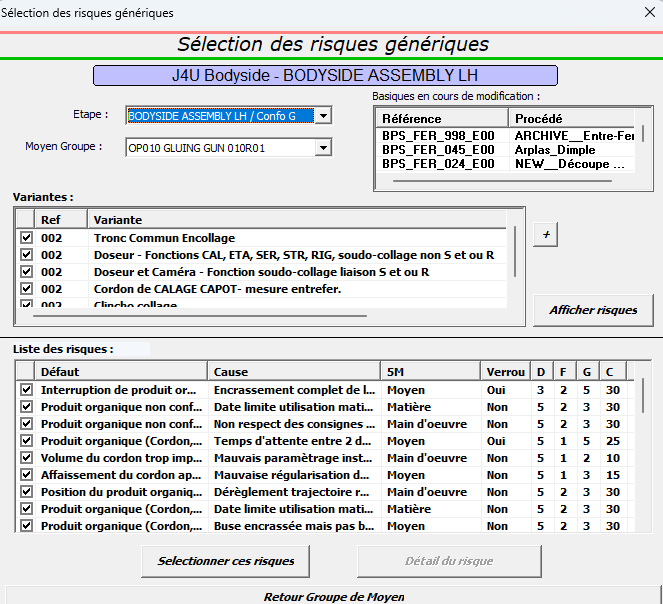 Sélection des risques génériques
Sélection des risques génériques
J4U Bodyside - BODYSIDE ASSEMBLY LH
Etape : BODYSIDE ASSEMBLY LH / Confo G
Moyen Groupe : OP010 GLUING GUN 010R01
Basiques en cours de modification :
Référence Procédé
BPS_FER_998_E00 ARCHIVE__Entre-Fer
BPS_FER_045_E00 Arplas_Dimple
BPS_FER_024_E00 NEW__Découpe ...
Variantes :
Ref Variante
002 Tronc Commun Encollage
002 Doseur - Fonctions CAL, ETA, SER, STR, RIG, soudo-collage non S et ou R
002 Doseur et Caméra - Fonction soudo-collage liaison S et ou R
002 Cordon de CALAGE CAPOT- mesure entrefer.
002 Clincho collage
+
Afficher risques
Liste des risques :
Défaut Cause 5M Verrou D F G C
Interruption de produit or... Encrassement complet de l... Moyen Oui 3 2 5 30
Produit organique non conf... Date limite utilisation mati... Matière Non 5 2 3 30
Produit organique non conf... Non respect des consignes ... Main d'oeuvre Non 5 2 3 30
Produit organique (Cordon,... Temps d'attente entre 2 d... Moyen Oui 5 1 5 25
Volume du cordon trop imp... Mauvais paramètrage inst... Main d'oeuvre Non 5 1 2 10
Affaissement du cordon ap... Mauvaise régularisation d... Moyen Non 5 1 3 15
Position du produit organiq... Dérèglement trajectoire r... Main d'oeuvre Non 5 2 3 30
Produit organique (Cordon,... Date limite utilisation mati... Matière Non 5 2 3 30
Produit organique (Cordon,... Buse encrassée mais pas b... Moyen Non 5 2 3 30
Selectionner ces risques
Détail du risque
Retour Groupe de Moyen